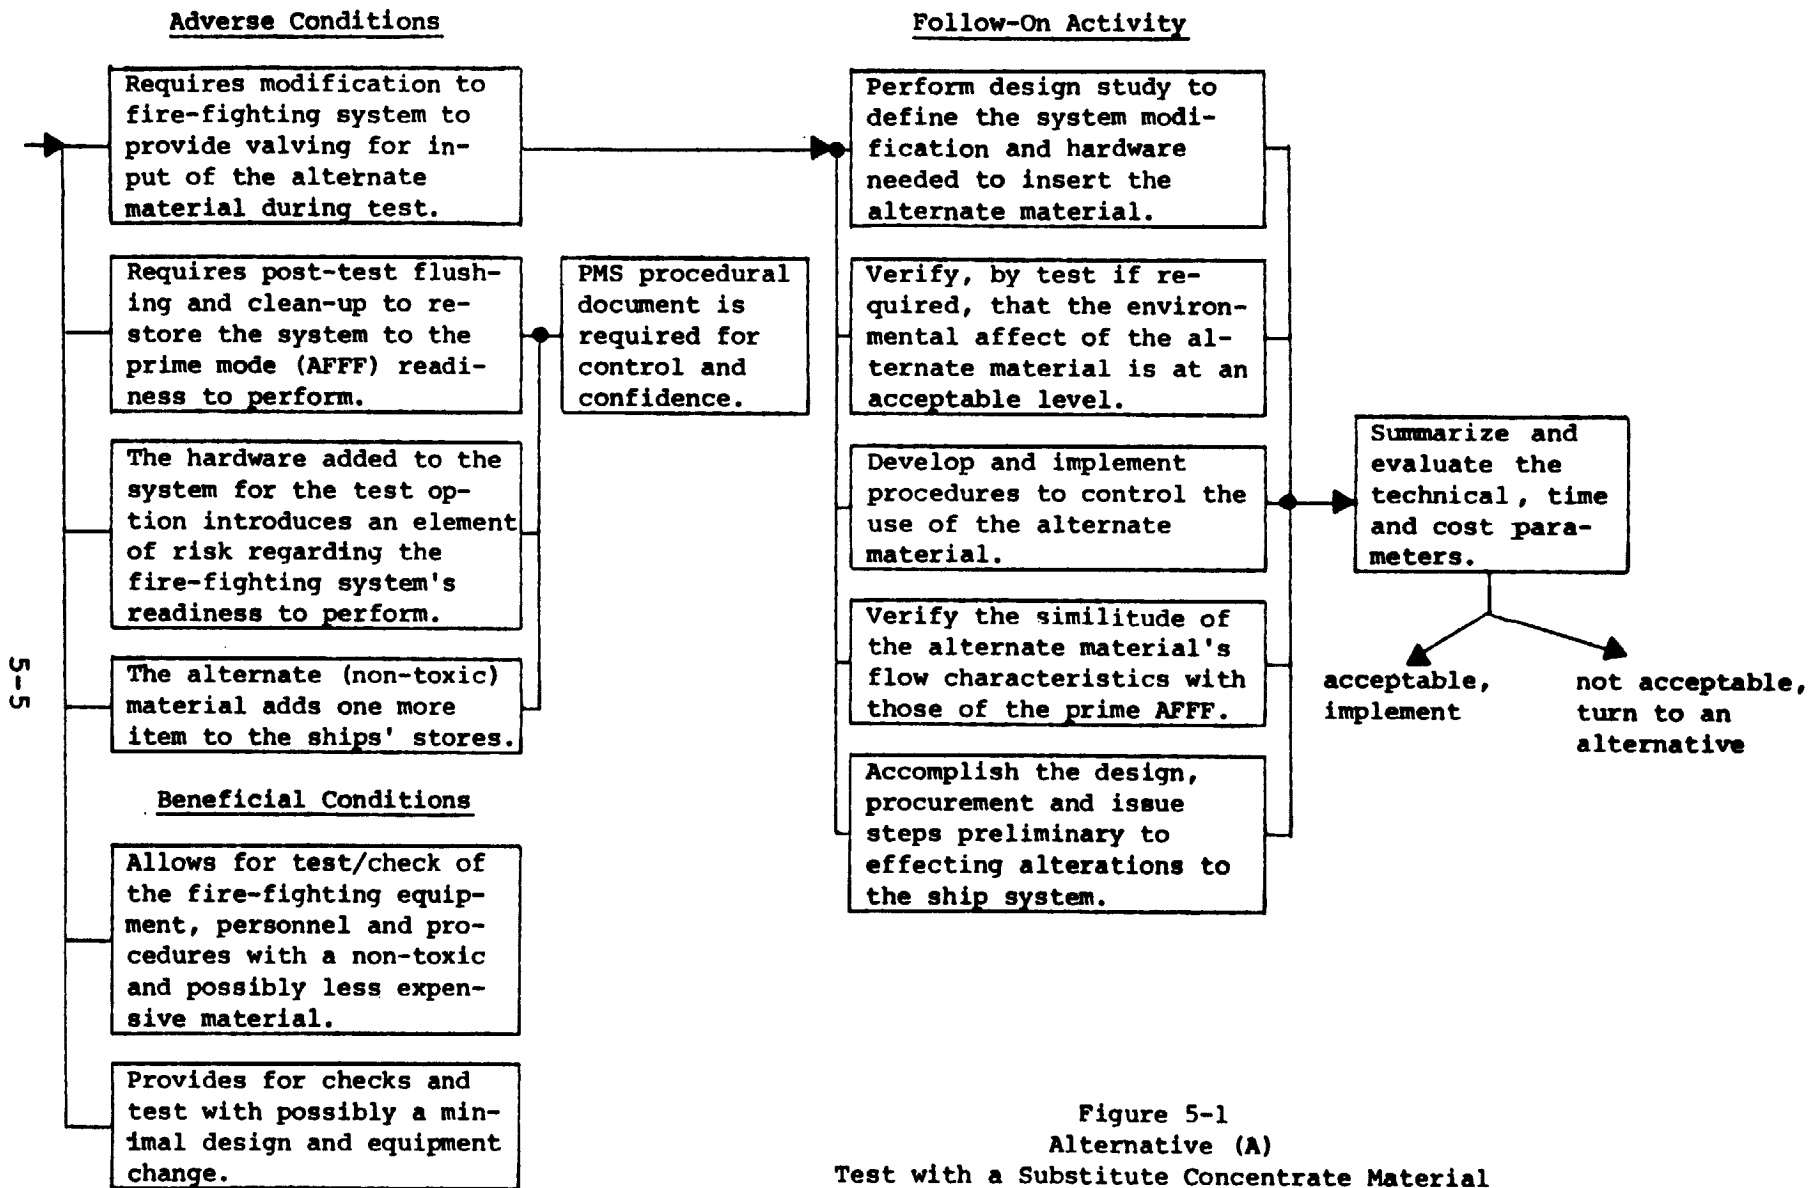 Adverse Conditions
Requires modification to
fire-fighting system to
provide valving for in-
put of the alternate
material during test.
Requires post-test flush-
ing and clean-up to re-
store the system to the
prime mode (AFFF) readi-
ness to perform.
PMS procedural
document is
required for
control and
confidence.
The hardware added to the
system for the test op-
tion introduces an element
of risk regarding the
fire-fighting system's
readiness to perform.
The alternate (non-toxic)
material adds one more
item to the ships' stores.
Beneficial Conditions
Allows for test/check of
the fire-fighting equip-
ment, personnel and pro-
cedures with a non-toxic
and possibly less expen-
sive material.
Provides for checks and
test with possibly a min-
imal design and equipment
change.
Follow-On Activity
Perform design study to
define the system modi-
fication and hardware
needed to insert the
alternate material.
Verify, by test if re-
quired, that the environ-
mental affect of the al-
ternate material is at an
acceptable level.
Develop and implement
procedures to control the
use of the alternate
material.
Verify the similitude of
the alternate material's
flow characteristics with
those of the prime AFFF.
Accomplish the design,
procurement and issue
steps preliminary to
effecting alterations to
the ship system.
Summarize and
evaluate the
technical, time
and cost para-
meters.
acceptable,
implement
not acceptable,
turn to an
alternative
Figure 5-1
Alternative (A)
Test with a Substitute Concentrate Material
5-5